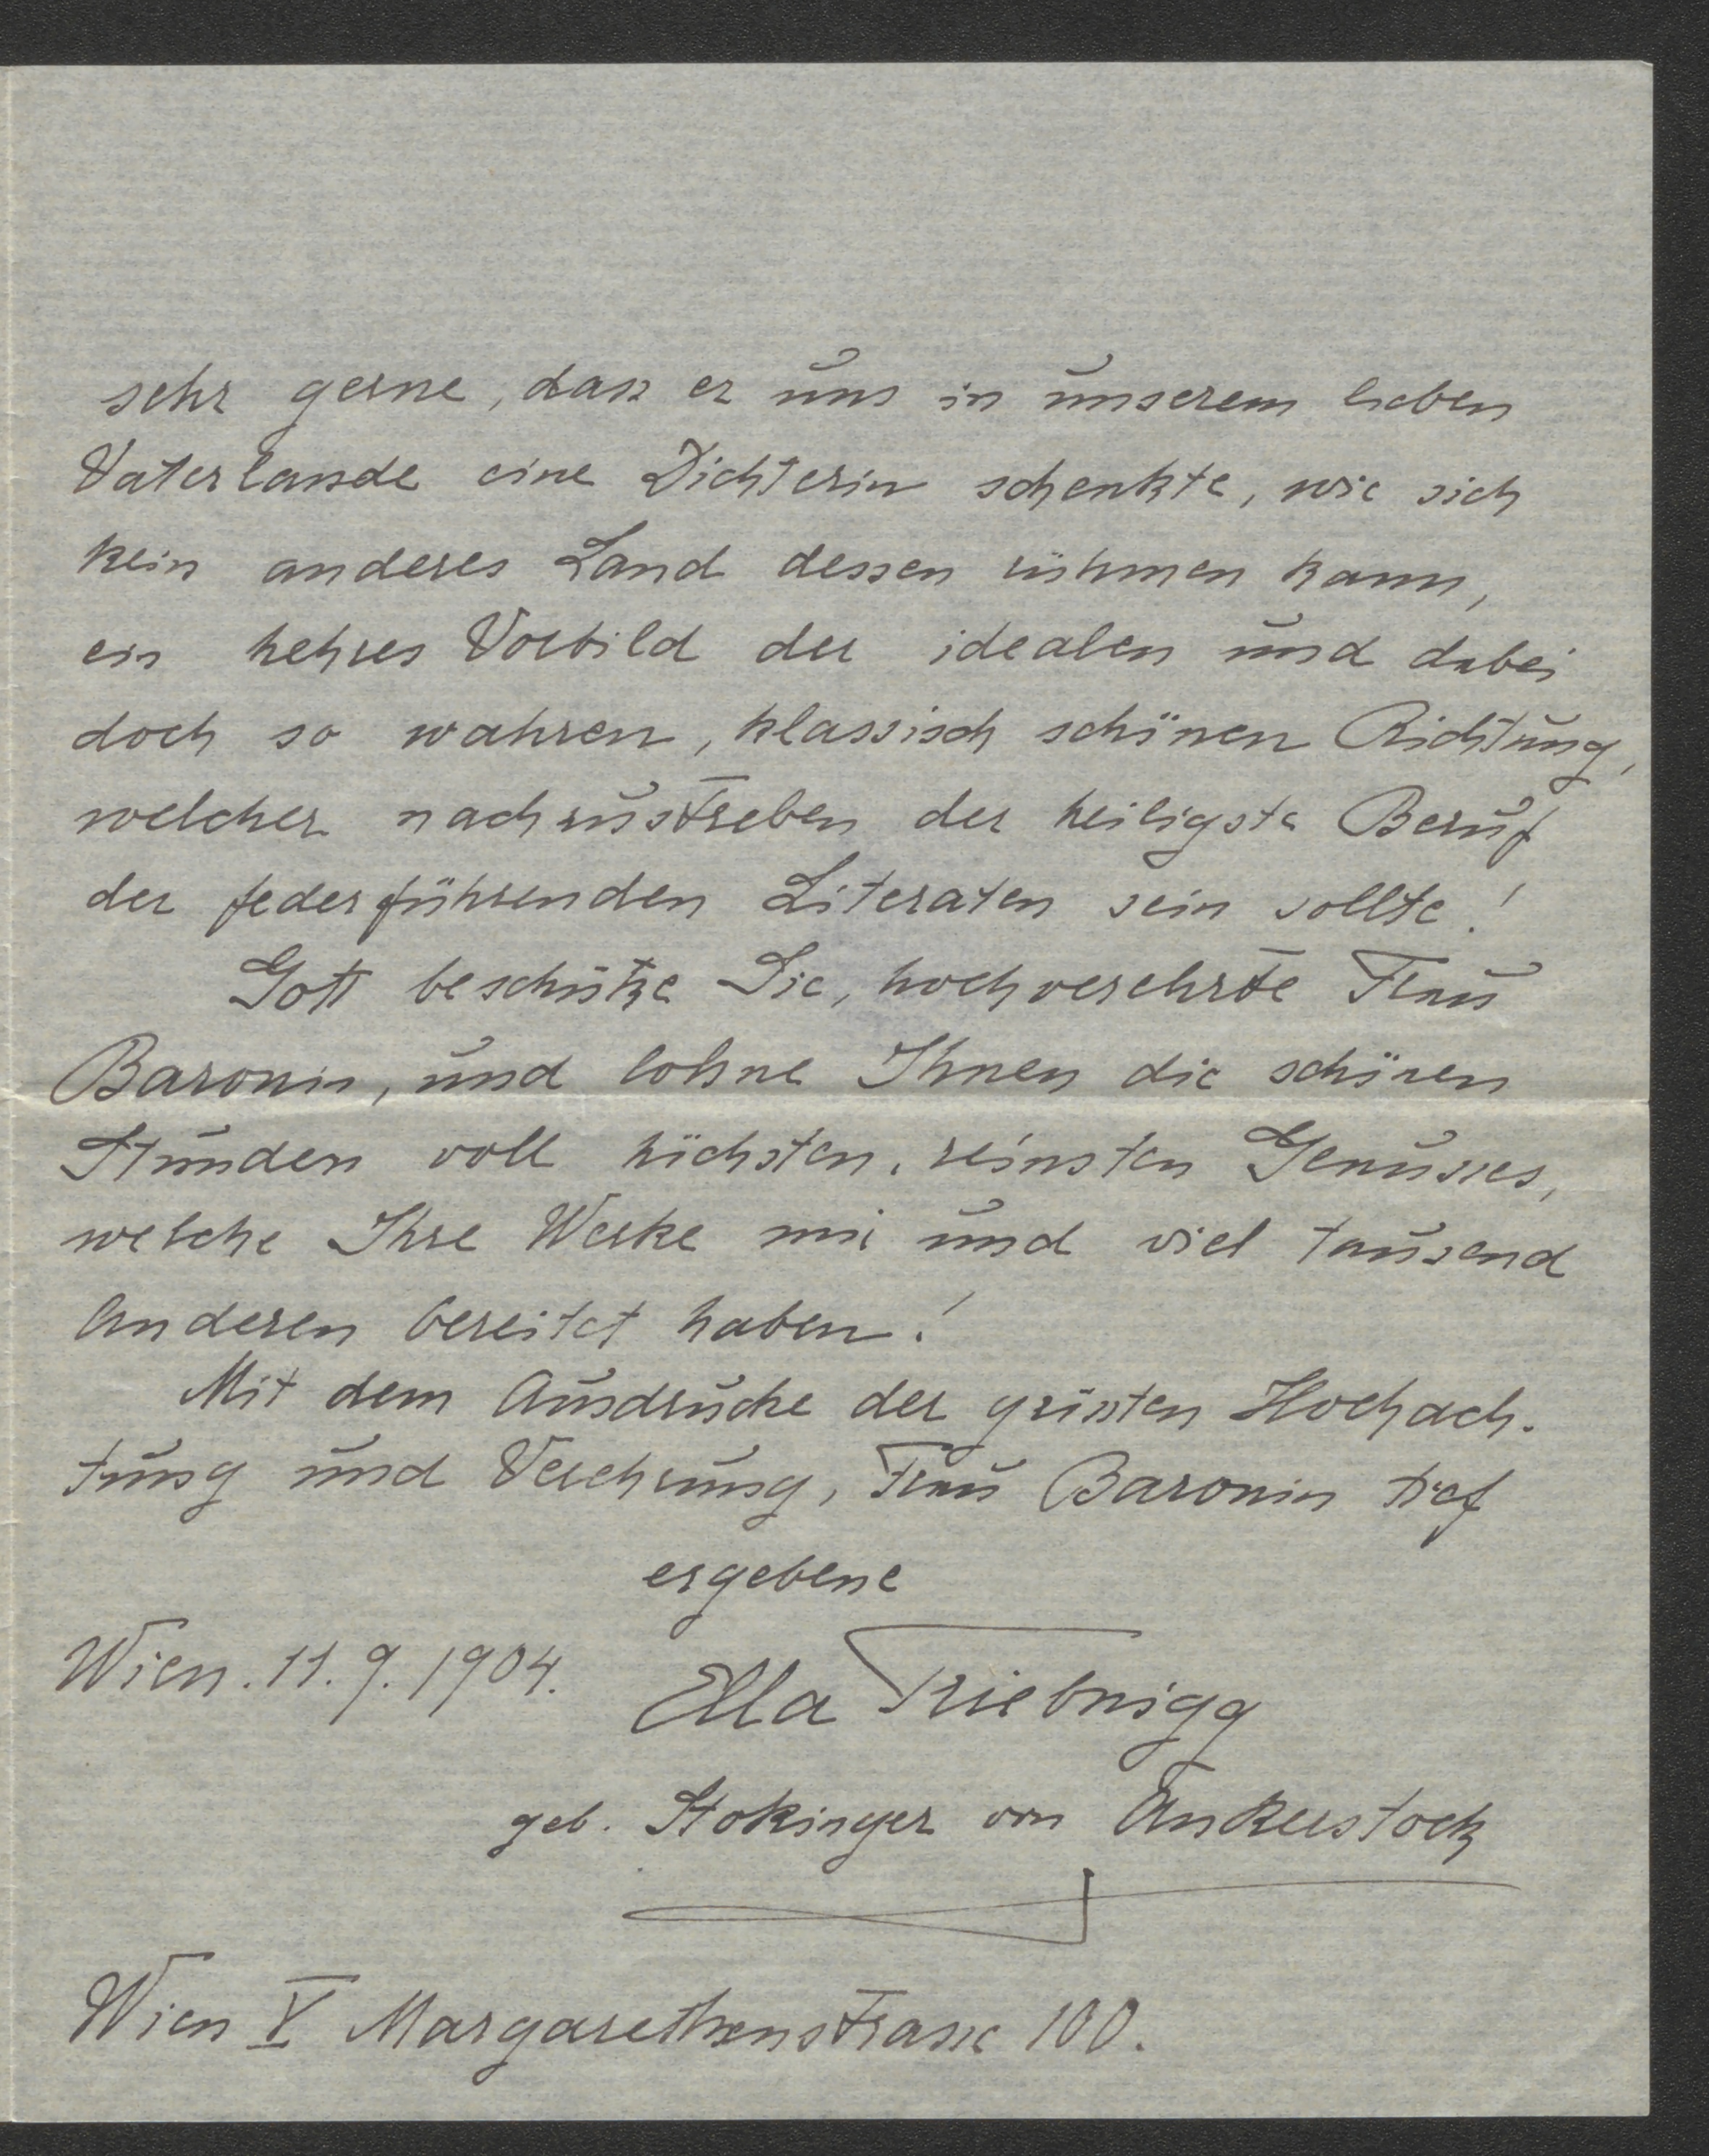 sehr gerne, dass er uns in unserem lieben
Vaterlande eine Dichterin schenkte, wie sich
kein anderes Land dessen rühmen kann,
ein hehres Vorbild der idealen und dabei
doch so wahren, klassisch schönen Richtung,
welcher nachzustreben der heiligste Beruf
der federführenden Literaten sein sollte!
Gott beschütze Sie, hochverehrte Frau
Baronin, und lohne Ihnen die schönen
Stunden voll höchsten, reinsten Genusses,
welche Ihre Werke mir und viel tausend
Anderen bereitet haben!
Mit dem Ausdrucke der grössten Hochach-
tung und Verehrung, Frau Baronin tief
ergebene
Wien. 11. 9. 1904. Ella Triebnigg
geb. Stokinger von Ankerstock
Wien V Margarethenstrasse 100.